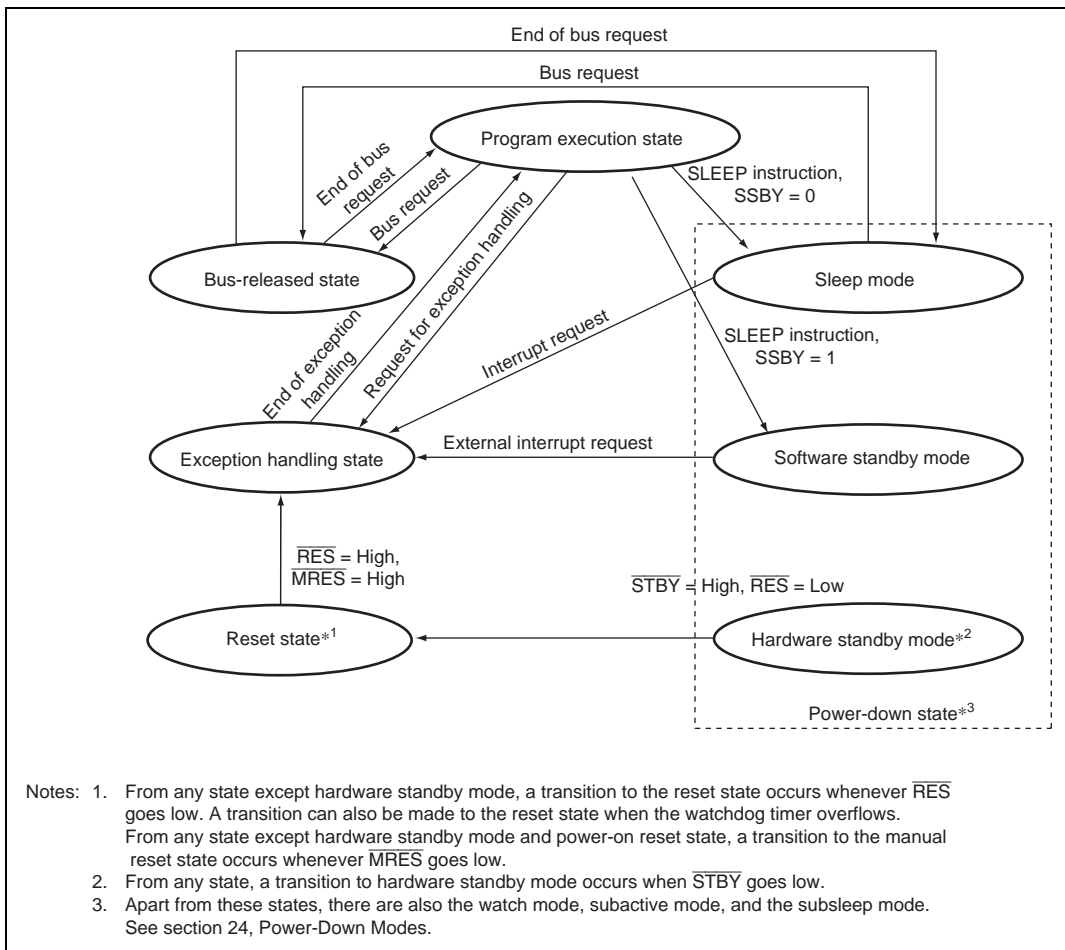 End of bus request
Bus request
Program execution state
End of bus
request
Bus request
SLEEP instruction,
SSBY = 0
Bus-released state
Sleep mode
End of exception
handling
Request for exception handling
Interrupt request
SLEEP instruction,
SSBY = 1
External interrupt request
Exception handling state
Software standby mode
R̅E̅S̅ = High,
M̅R̅E̅S̅ = High
S̅T̅B̅Y̅ = High, R̅E̅S̅ = Low
Reset state*1
Hardware standby mode*2
Power-down state*3
Notes: 1. From any state except hardware standby mode, a transition to the reset state occurs whenever R̅E̅S̅
goes low. A transition can also be made to the reset state when the watchdog timer overflows.
From any state except hardware standby mode and power-on reset state, a transition to the manual
reset state occurs whenever M̅R̅E̅S̅ goes low.
2. From any state, a transition to hardware standby mode occurs when S̅T̅B̅Y̅ goes low.
3. Apart from these states, there are also the watch mode, subactive mode, and the subsleep mode.
See section 24, Power-Down Modes.